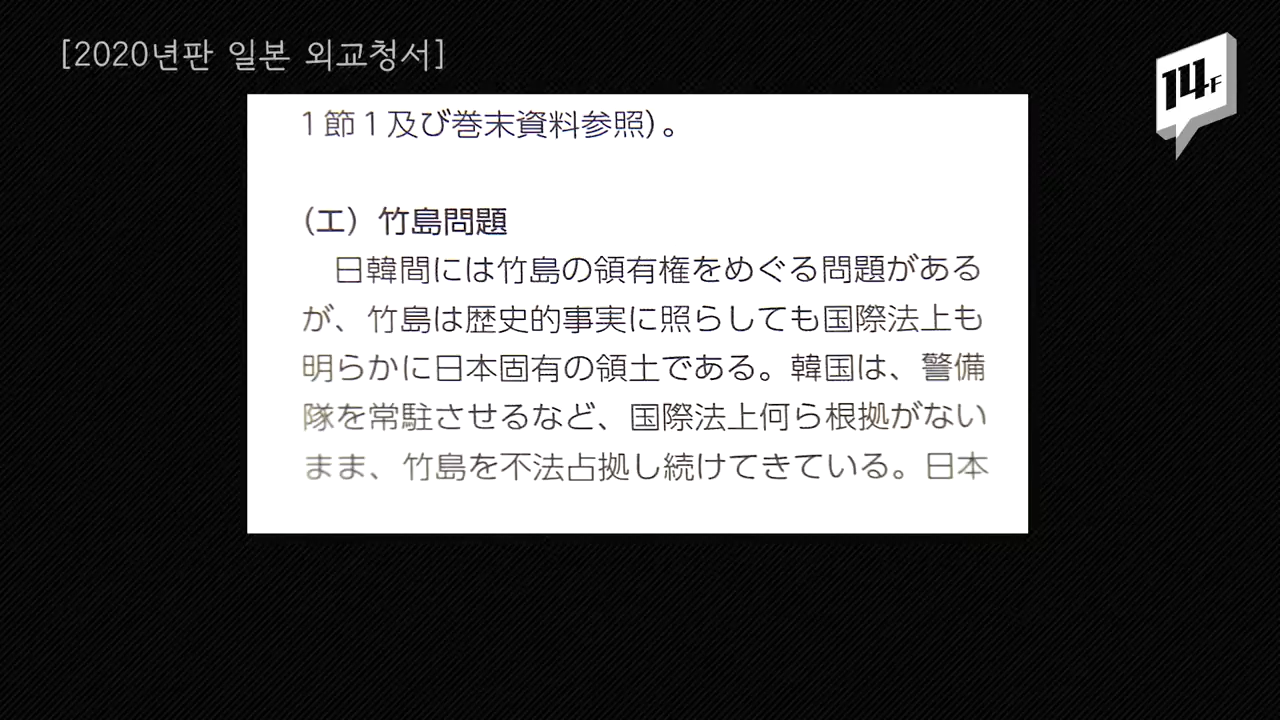 [2020년판 일본 외교청서]
14F
1節1及び巻末資料参照)。
(エ) 竹島問題
日韓間には竹島の領有権をめぐる問題がある
が、竹島は歴史的事実に照らしても国際法上も
明らかに日本固有の領土である。韓国は、警備
隊を常駐させるなど、国際法上何ら根拠がない
まま、竹島を不法占拠し続けてきている。日本